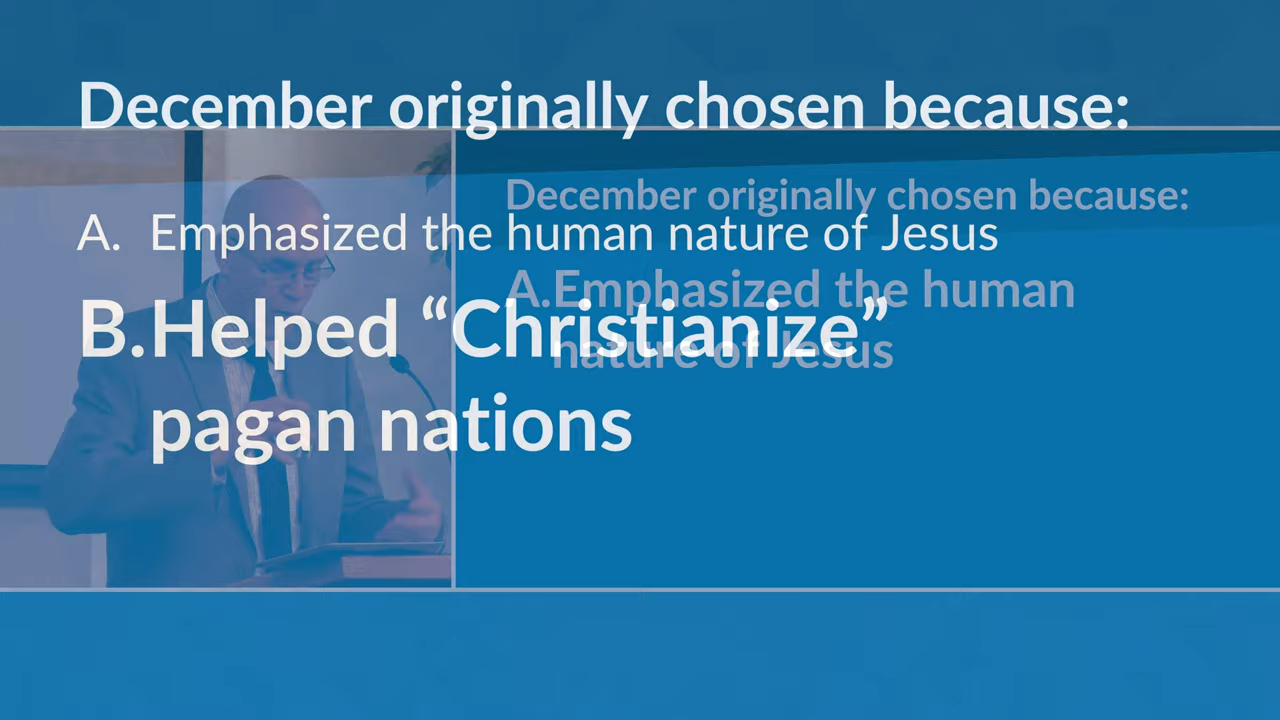 December originally chosen because:
A. Emphasized the human nature of Jesus
B.Helped “Christianize”
pagan nations
December originally chosen because:
A.Emphasized the human
nature of Jesus